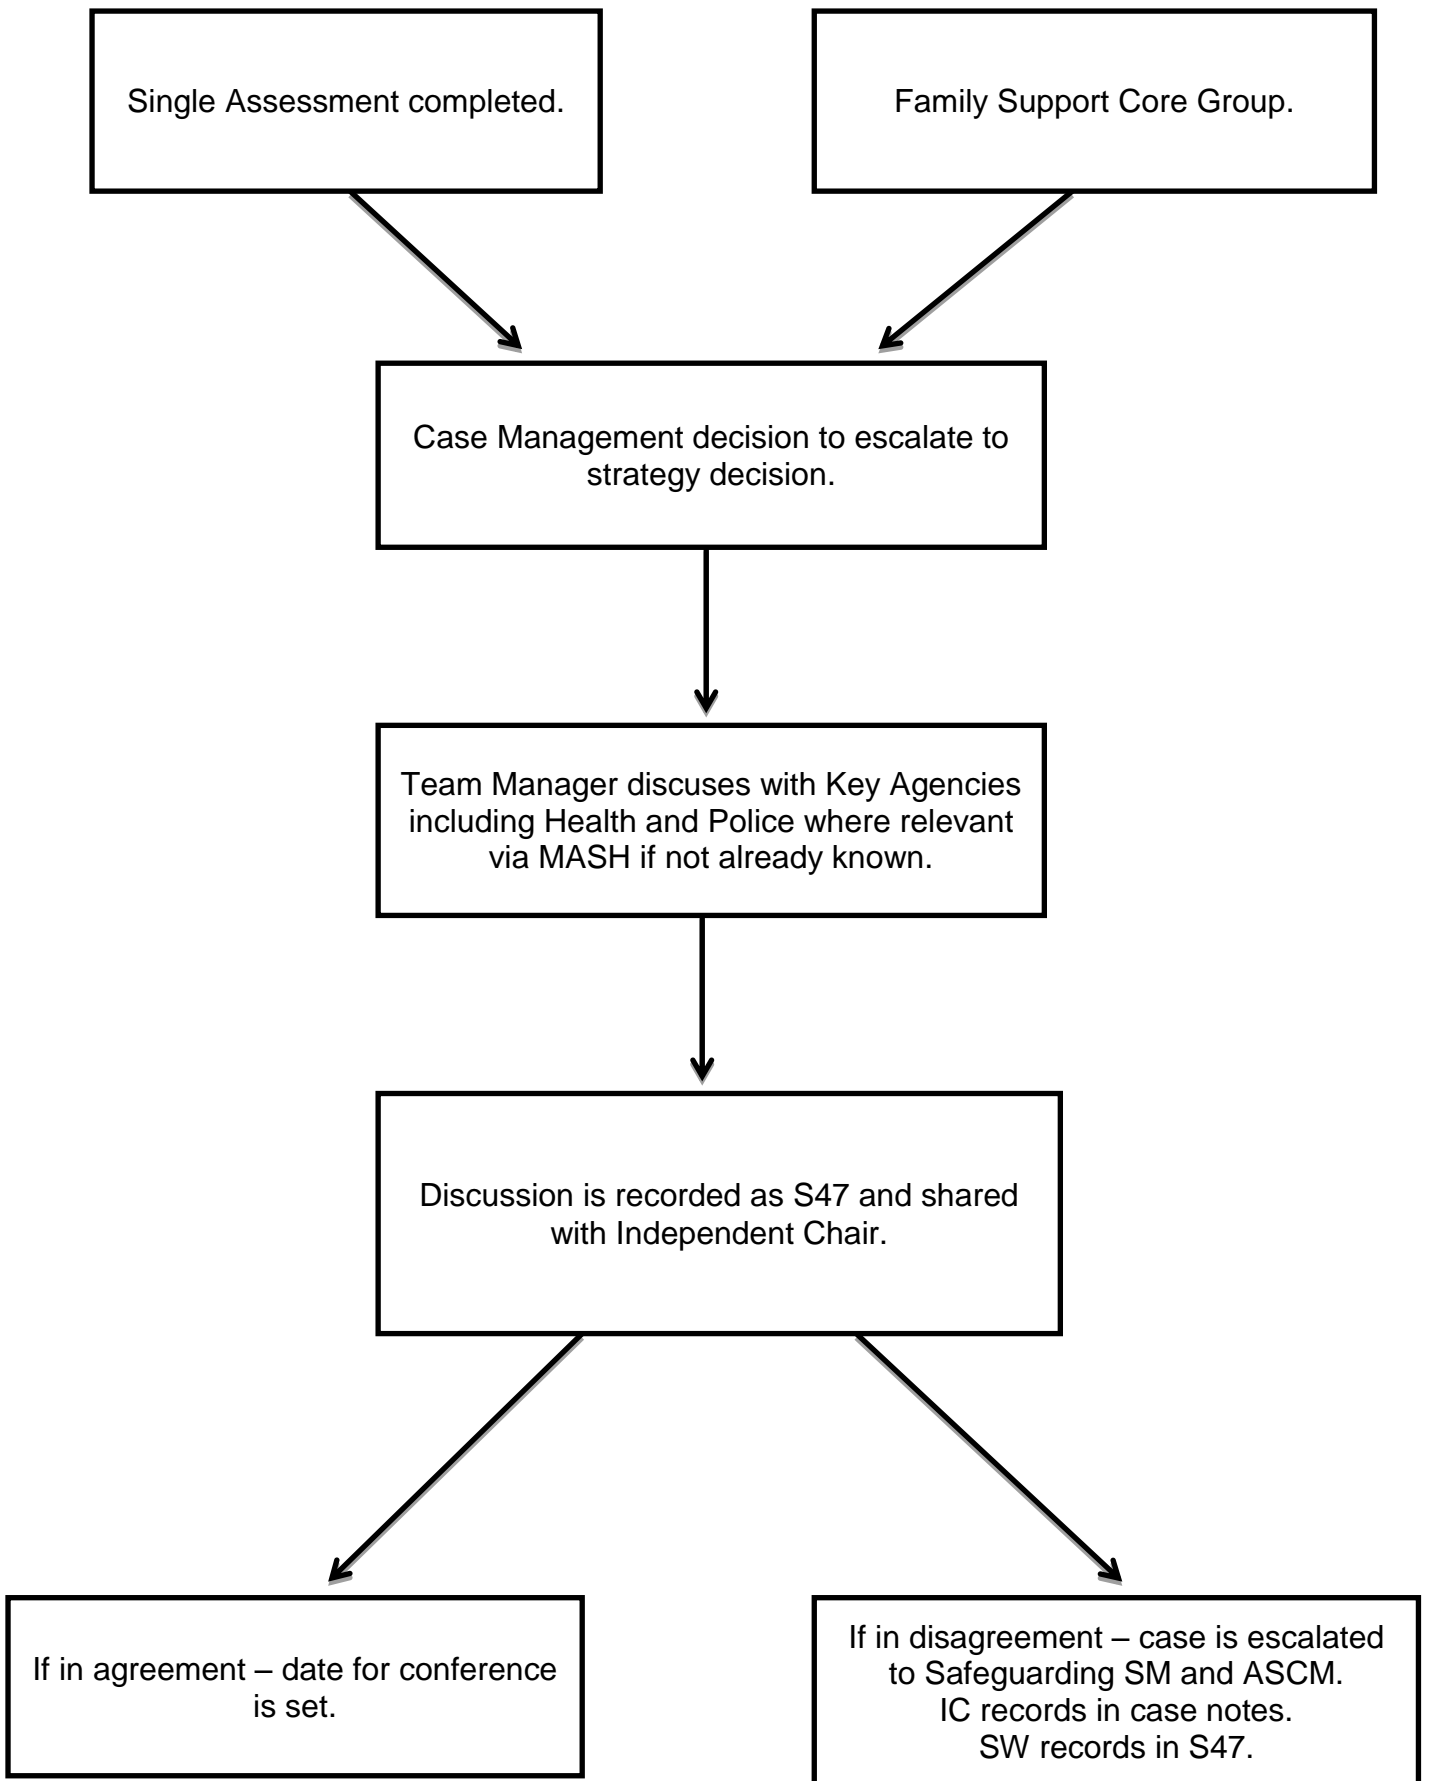 Single Assessment completed.
Family Support Core Group.
Case Management decision to escalate to
strategy decision.
Team Manager discuses with Key Agencies
including Health and Police where relevant
via MASH if not already known.
Discussion is recorded as S47 and shared
with Independent Chair.
If in agreement – date for conference
is set.
If in disagreement – case is escalated
to Safeguarding SM and ASCM.
IC records in case notes.
SW records in S47.